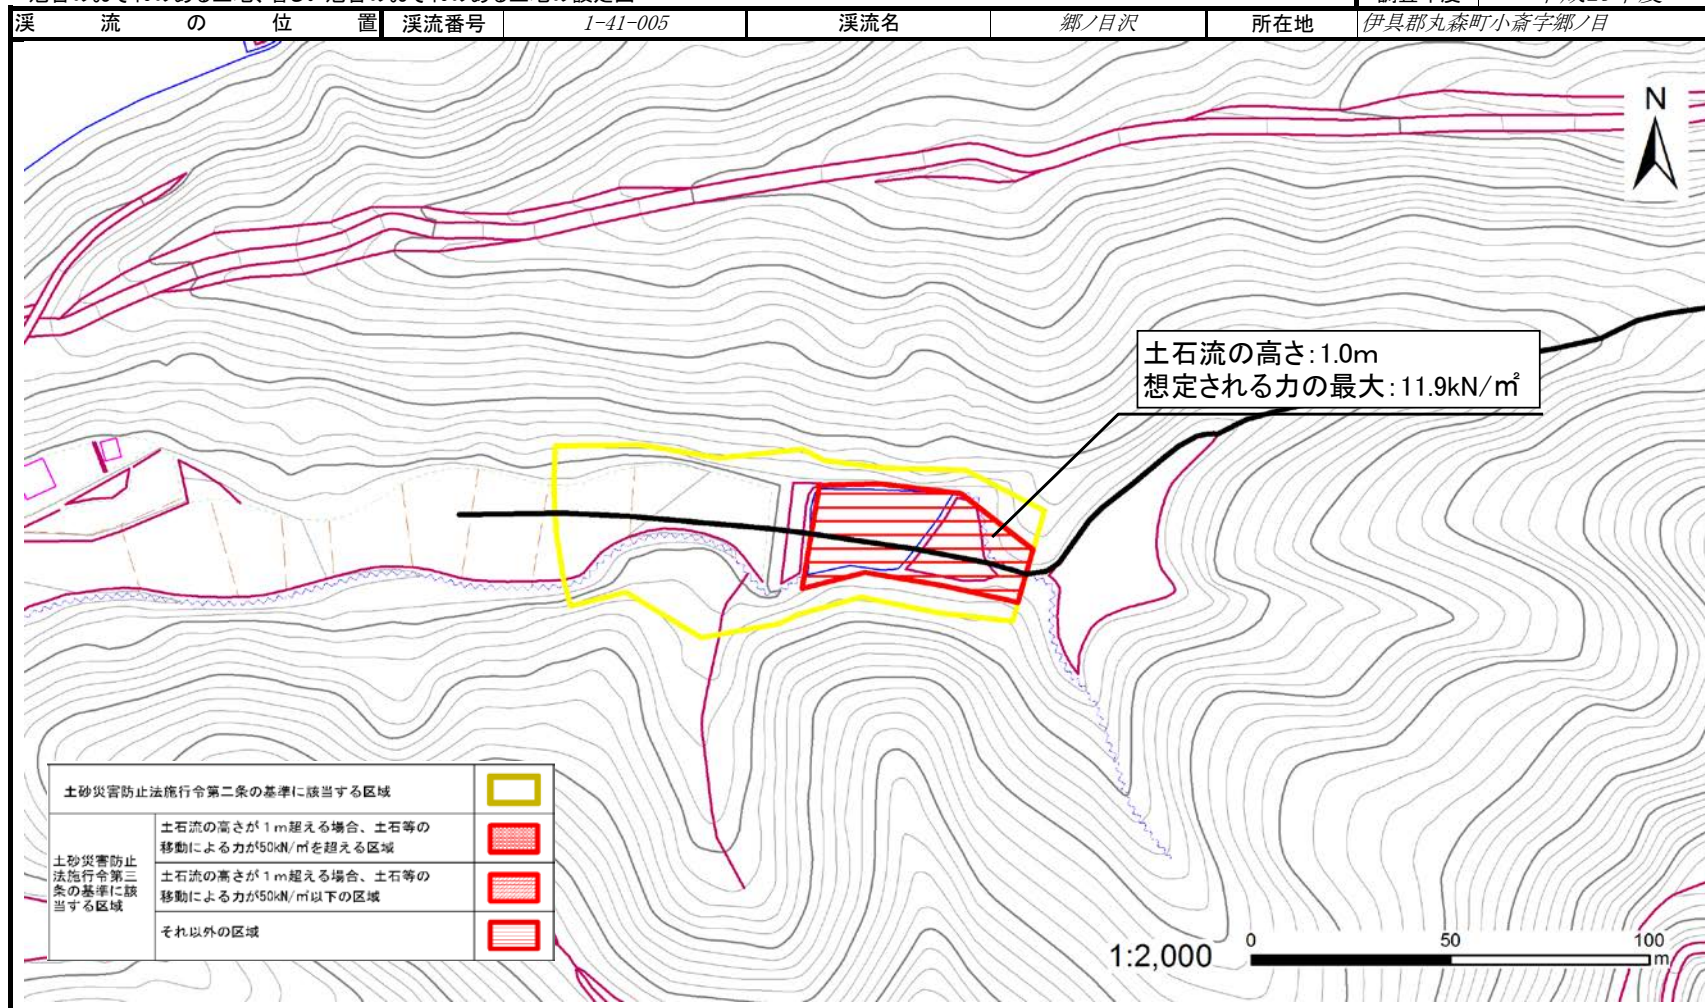 渓流の位置 渓流番号 1-41-005 渓流名 郷ノ目沢 所在地 伊具郡丸森町小斎字郷ノ目
N
土石流の高さ:1.0m
想定される力の最大:11.9kN/㎡
土砂災害防止法施行令第二条の基準に該当する区域
土砂災害防止
法施行令第三
条の基準に該
当する区域
土石流の高さが1m超える場合、土石等の
移動による力が50kN/㎡を超える区域
土石流の高さが1m超える場合、土石等の
移動による力が50kN/㎡以下の区域
それ以外の区域
1:2,000
0 50 100
m